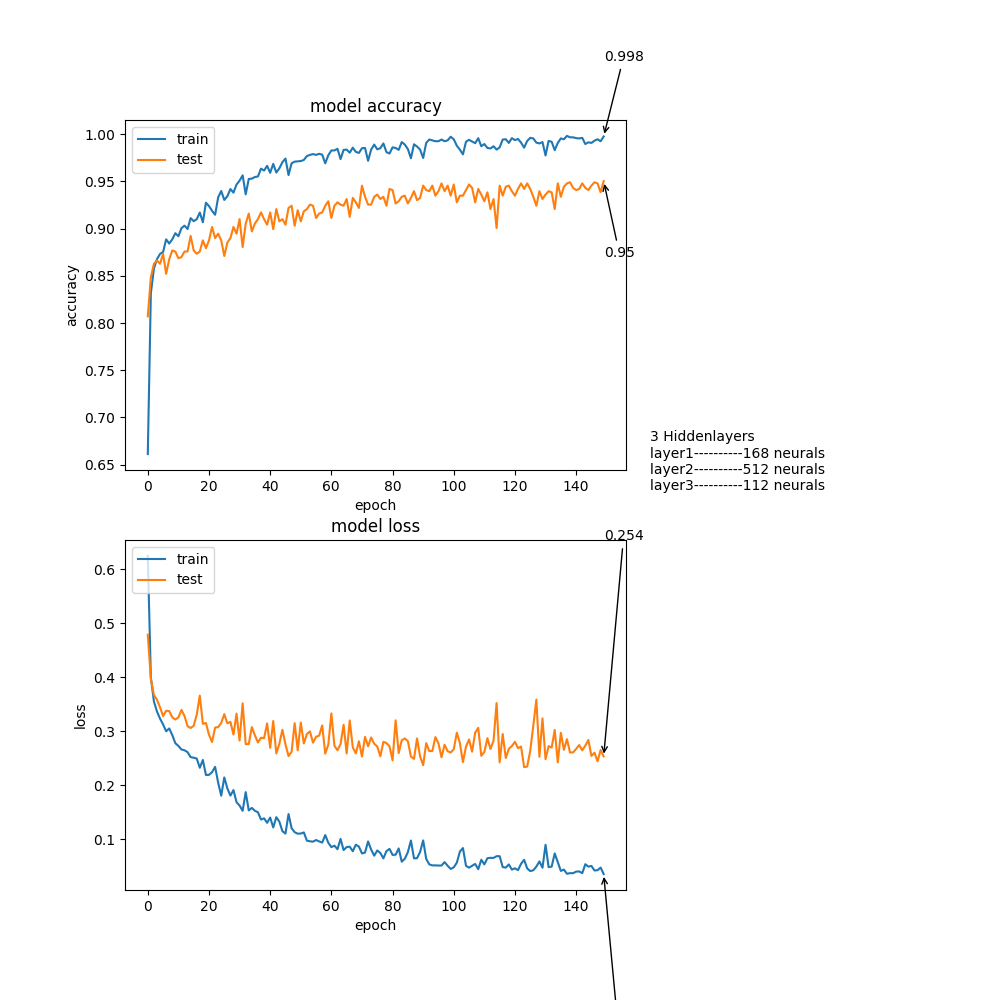 0.998
model accuracy
train
test
1.00
0.95
0.90
0.85
0.80
0.75
0.70
0.65
accuracy
0.95
0 20 40 60 80 100 120 140
epoch
3 Hiddenlayers
layer1----------168 neurals
layer2----------512 neurals
layer3----------112 neurals
model loss
0.254
train
test
0.6
0.5
0.4
0.3
0.2
0.1
loss
0 20 40 60 80 100 120 140
epoch